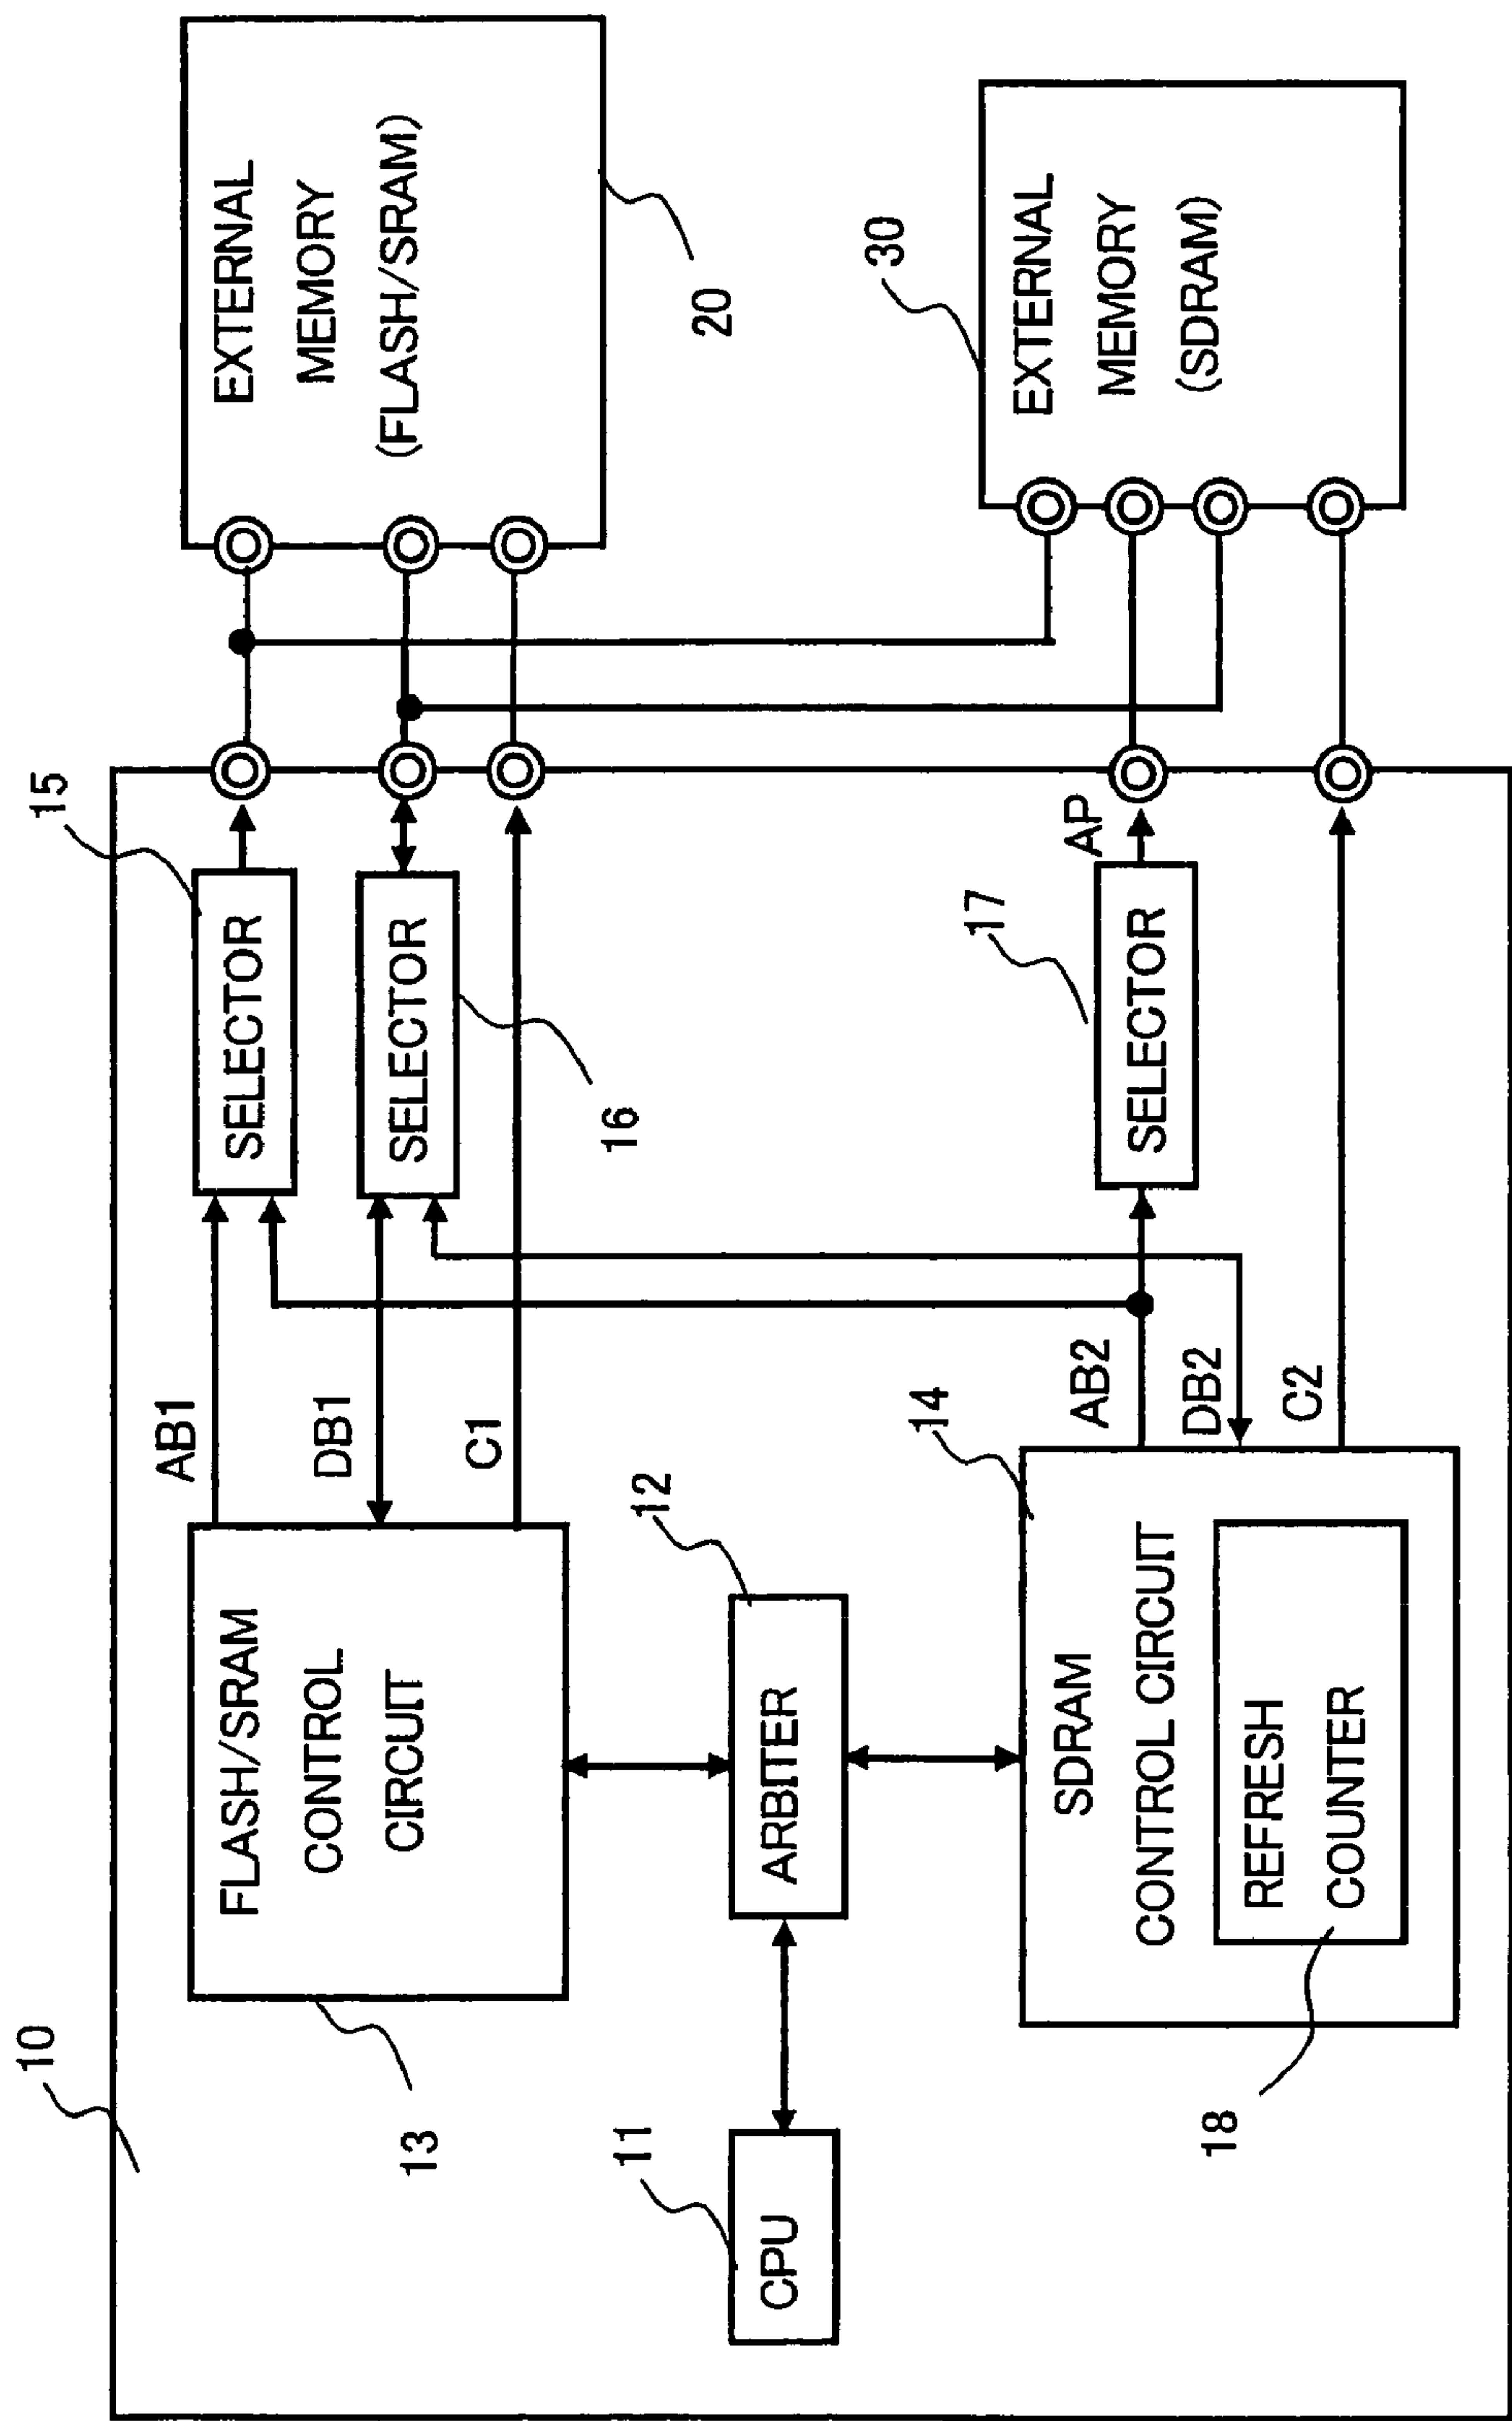 10
15
SELECTOR
EXTERNAL
MEMORY
(FLASH/SRAM)
20
AB1
DB1
C1
SELECTOR
16
FLASH/SRAM
CONTROL
CIRCUIT
13
12
ARBITER
11
CPU
30
EXTERNAL
MEMORY
(SDRAM)
17
SELECTOR
AP
14
AB2
DB2
C2
SDRAM
CONTROL CIRCUIT
REFRESH
COUNTER
18